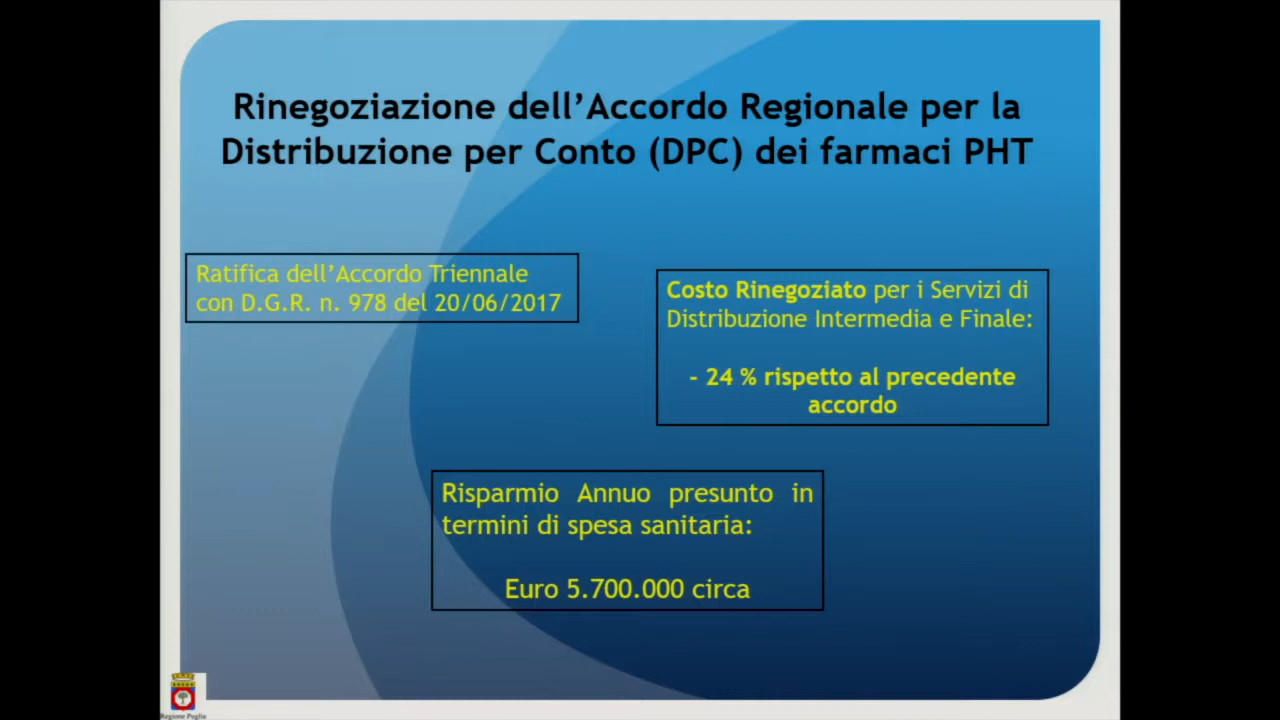 Rinegoziazione dell'Accordo Regionale per la
Distribuzione per Conto (DPC) dei farmaci PHT
Ratifica dell'Accordo Triennale
con D.G.R. n. 978 del 20/06/2017
Costo Rinegoziato per i Servizi di
Distribuzione Intermedia e Finale:
- 24 % rispetto al precedente
accordo
Risparmio Annuo presunto in
termini di spesa sanitaria:
Euro 5.700.000 circa
Regione Puglia